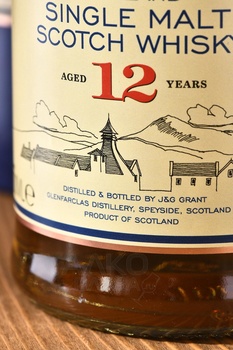 SINGLE MALT
SCOTCH WHISKY
AGED 12 YEARS
DISTILLED & BOTTLED BY J&G GRANT
GLENFARCLAS DISTILLERY, SPEYSIDE, SCOTLAND
PRODUCT OF SCOTLAND